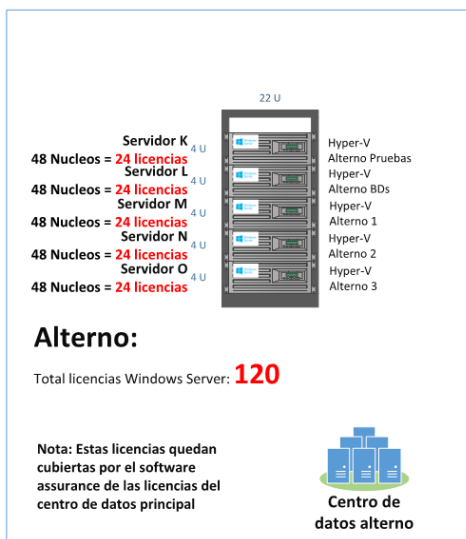 22 U
Servidor K
4 U
48 Nucleos = 24 licencias
Hyper-V
Alterno Pruebas
Servidor L
4 U
48 Nucleos = 24 licencias
Hyper-V
Alterno BDs
Servidor M
4 U
48 Nucleos = 24 licencias
Hyper-V
Alterno 1
Servidor N
4 U
48 Nucleos = 24 licencias
Hyper-V
Alterno 2
Servidor O
4 U
48 Nucleos = 24 licencias
Hyper-V
Alterno 3
Alterno:
Total licencias Windows Server: 120
Nota: Estas licencias quedan
cubiertas por el software
assurance de las licencias del
centro de datos principal
Centro de
datos alterno